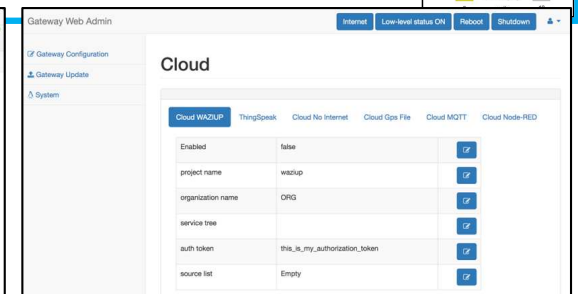 Gateway Web Admin Internet Low-level status ON Reboot Shutdown
Gateway Configuration
Gateway Update
System
Cloud
Cloud WAZIUP ThingSpeak Cloud No Internet Cloud Gps File Cloud MQTT Cloud Node-RED
Enabled false
project name waziup
organization name ORG
service tree
auth token this_is_my_authorization_token
source list Empty